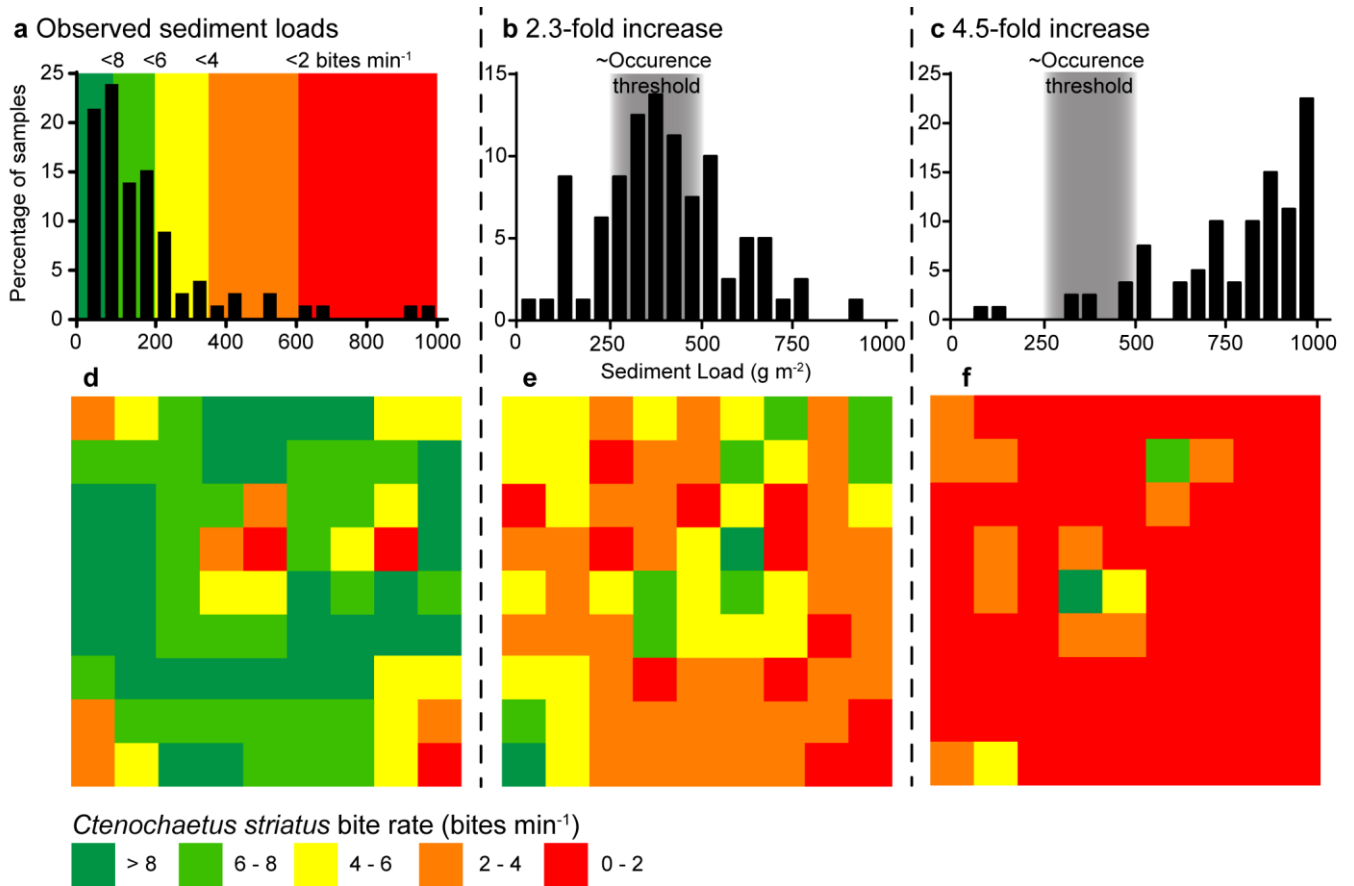 a Observed sediment loads
<8 <6 <4 <2 bites min⁻¹
25
20
15
10
5
0
Percentage of samples
0 200 400 600 800 1000
b 2.3-fold increase
~Occurence
threshold
15
10
5
0
0 250 500 750 1000
Sediment Load (g m⁻²)
c 4.5-fold increase
~Occurence
threshold
25
20
15
10
5
0
0 250 500 750 1000
d
e
f
Ctenochaetus striatus bite rate (bites min⁻¹)
> 8 6 - 8 4 - 6 2 - 4 0 - 2